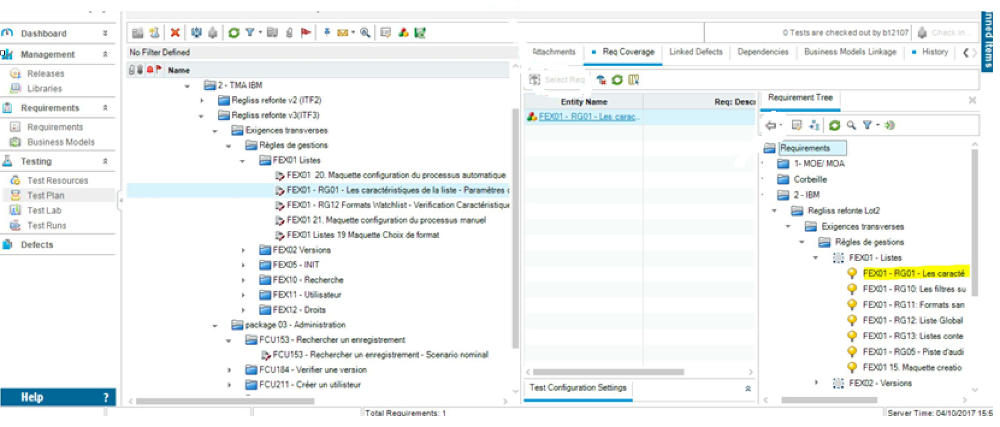 Dashboard
Management
Releases
Libraries
Requirements
Requirements
Business Models
Testing
Test Resources
Test Plan
Test Lab
Test Runs
Defects
Help ?
No Filter Defined
Name
2 - TMA IBM
Regliss refonte v2 (ITF2)
Regliss refonte v3(ITF3)
Exigences transverses
Règles de gestions
FEX01 Listes
FEX01 20. Maquette configuration du processus automatique
FEX01 - RG01 - Les caractéristiques de la liste - Paramètres
FEX01 - RG12 Formats Watchlist - Verification Caractéristique
FEX01 21. Maquette configuration du processus manuel
FEX01 Listes 19 Maquette Choix de format
FEX02 Versions
FEX05 - INIT
FEX10 - Recherche
FEX11 - Utilisateur
FEX12 - Droits
package 03 - Administration
FCU153 - Rechercher un enregistrement
FCU153 - Rechercher un enregistrement - Scenario nominal
FCU184 - Verifier une version
FCU211 - Créer un utilisteur
0 Tests are checked out by b12107
Check In...
Attachments
Req Coverage
Linked Defects
Dependencies
Business Models Linkage
History
Select Req
Entity Name
Req: Descr
FEX01 - RG01 - Les carac...
Test Configuration Settings
Requirement Tree
Requirements
1- MOE/ MOA
Corbeille
2 - IBM
Regliss refonte Lot2
Exigences transverses
Règles de gestions
FEX01 - Listes
FEX01 - RG01 - Les caracté
FEX01 - RG10: Les filtres su
FEX01 - RG11: Formats san
FEX01 - RG12: Liste Global
FEX01 - RG13: Listes conte
FEX01 - RG05 - Piste d'audi
FEX01 15. Maquette creatio
FEX02 - Versions
nned Items
Total Requirements: 1
Server Time: 04/10/2017 15:5